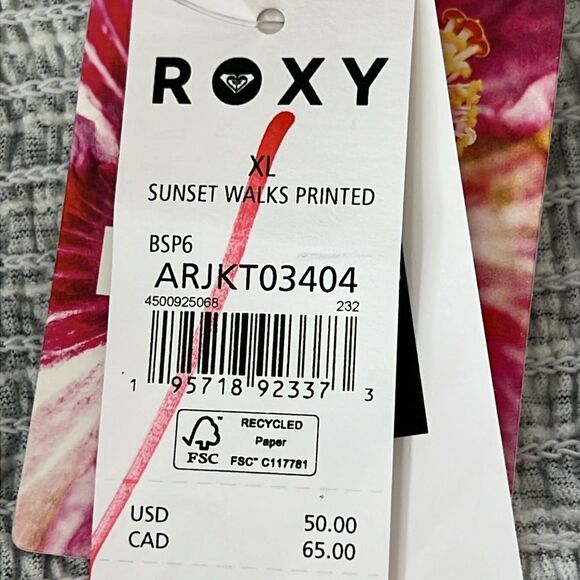 ROXY
XL
SUNSET WALKS PRINTED
BSP6
ARJKT03404
4500925068 232
1 95718 92337 3
RECYCLED
Paper
FSC FSC™ C117781
USD 50.00
CAD 65.00